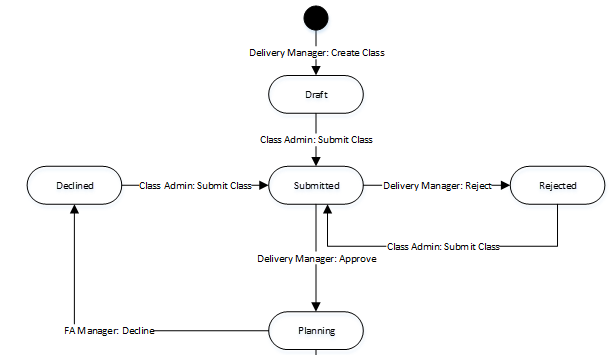 Delivery Manager: Create Class
Draft
Class Admin: Submit Class
Declined
Class Admin: Submit Class
Submitted
Delivery Manager: Reject
Rejected
Class Admin: Submit Class
Delivery Manager: Approve
FA Manager: Decline
Planning